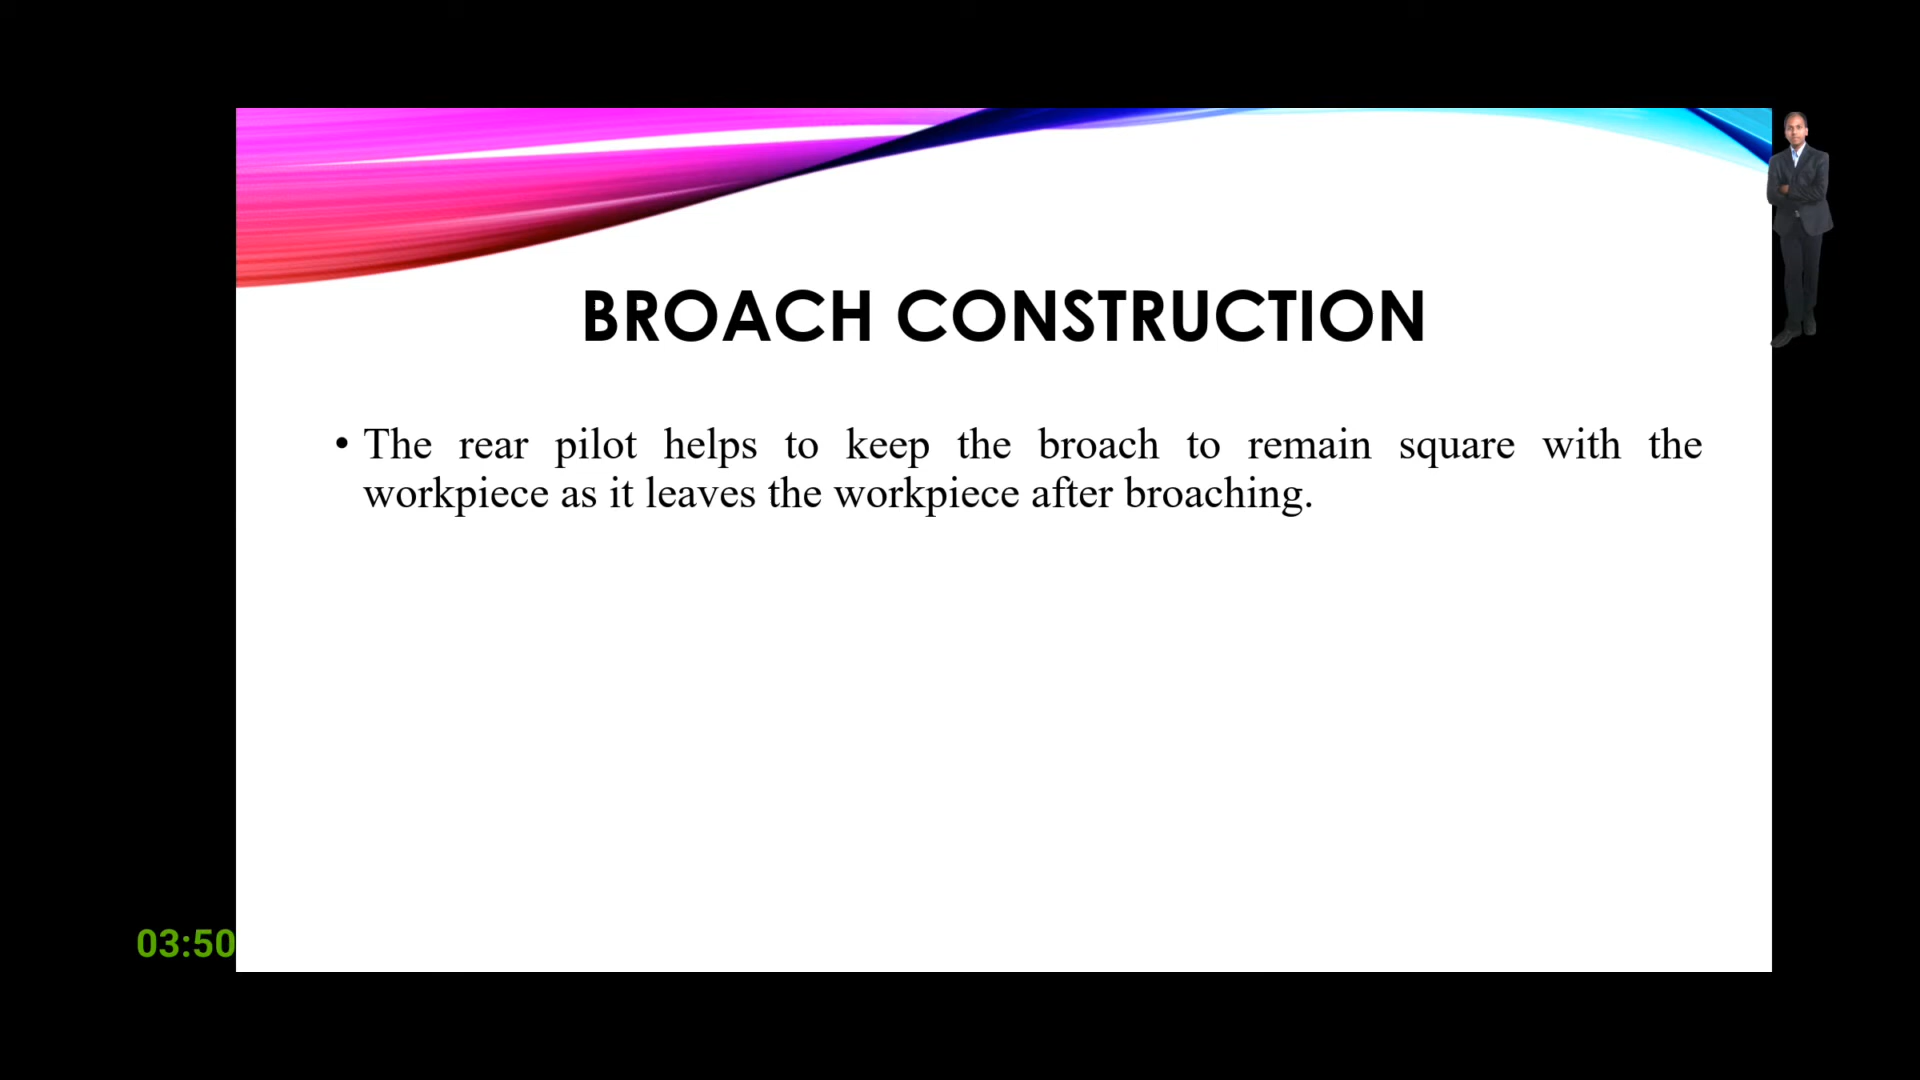 BROACH CONSTRUCTION
• The rear pilot helps to keep the broach to remain square with the
workpiece as it leaves the workpiece after broaching.
03:50